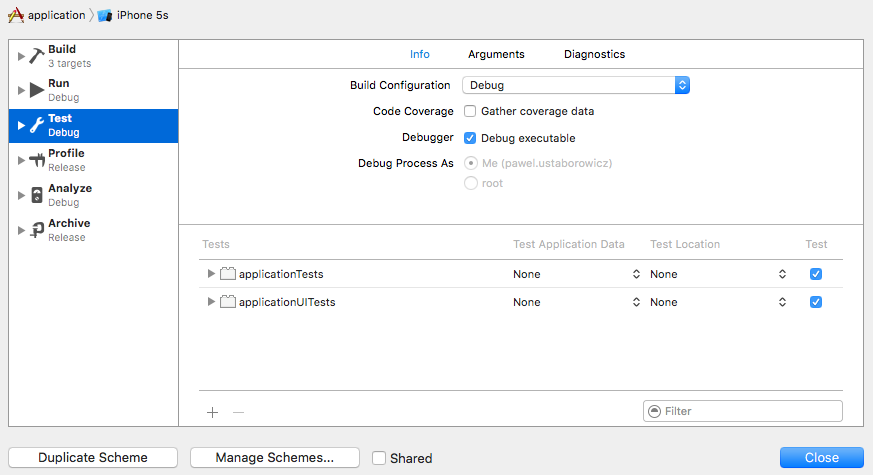 application iPhone 5s
Build
3 targets
Run
Debug
Test
Debug
Profile
Release
Analyze
Debug
Archive
Release
Info Arguments Diagnostics
Build Configuration Debug
Code Coverage Gather coverage data
Debugger Debug executable
Debug Process As Me (pawel.ustaborowicz)
root
Tests Test Application Data Test Location Test
applicationTests None None
applicationUITests None None
Filter
Duplicate Scheme Manage Schemes... Shared Close